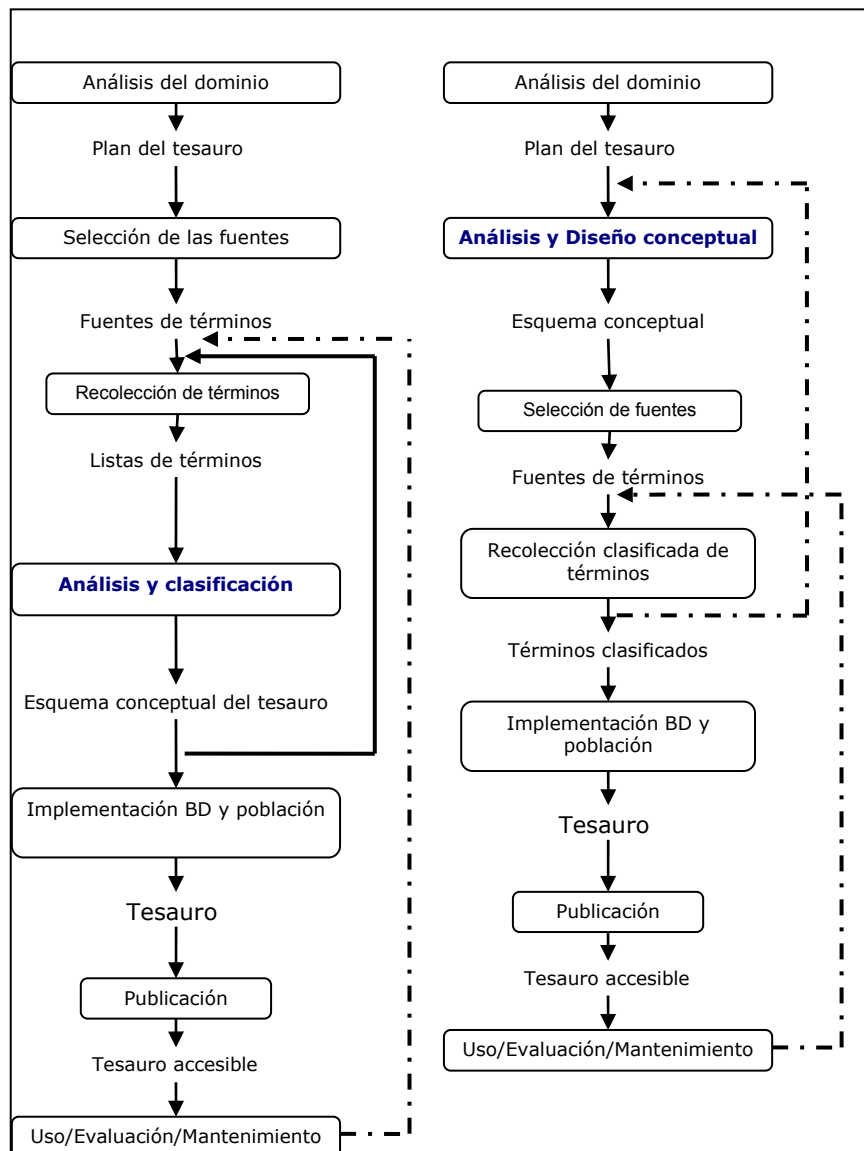 Análisis del dominio
Plan del tesauro
Selección de las fuentes
Fuentes de términos
Recolección de términos
Listas de términos
Análisis y clasificación
Esquema conceptual del tesauro
Implementación BD y población
Tesauro
Publicación
Tesauro accesible
Uso/Evaluación/Mantenimiento
Análisis del dominio
Plan del tesauro
Análisis y Diseño conceptual
Esquema conceptual
Selección de fuentes
Fuentes de términos
Recolección clasificada de
términos
Términos clasificados
Implementación BD y
población
Tesauro
Publicación
Tesauro accesible
Uso/Evaluación/Mantenimiento